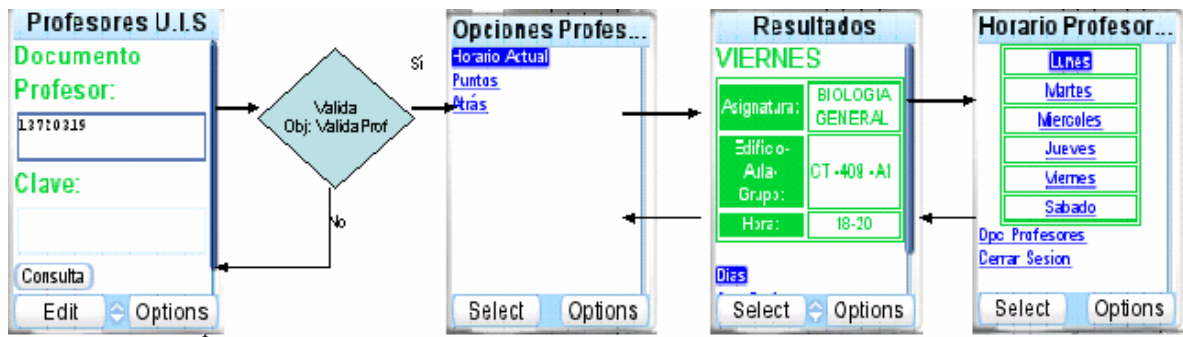 Profesores U.I.S
Documento
Profesor:
13720319
Clave:
Consulta
Edit
Options
Valida
Obj: ValidaProf
Sí
No
Opciones Profes...
Horario Actual
Puntos
Atrás
Select
Options
Resultados
VIERNES
Asignatura:
BIOLOGIA
GENERAL
Edificio-
Aula-
Grupo:
CT -409 -A1
Hora:
18-20
Dias
Select
Options
Horario Profesor...
Lunes
Martes
Miercoles
Jueves
Viernes
Sabado
Opc Profesores
Cerrar Sesion
Select
Options